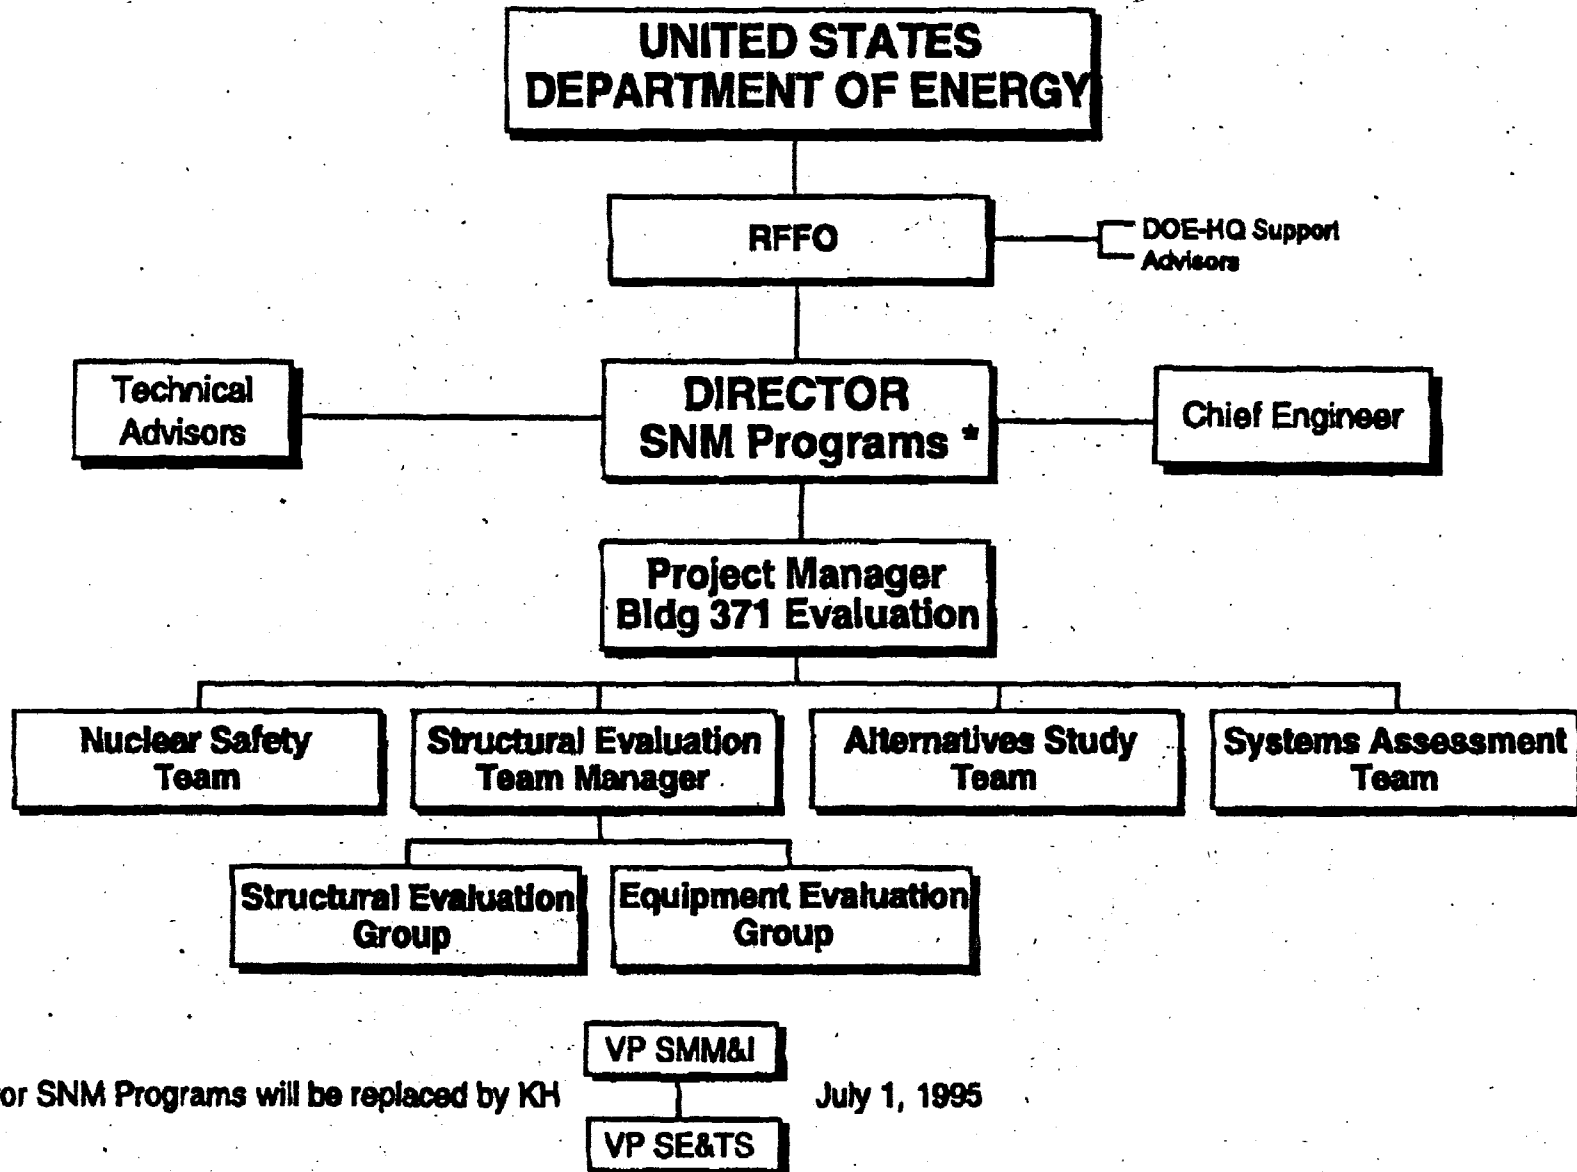 UNITED STATES
DEPARTMENT OF ENERGY
RFFO
DOE-HQ Support
Advisors
Technical
Advisors
DIRECTOR
SNM Programs *
Chief Engineer
Project Manager
Bldg 371 Evaluation
Nuclear Safety
Team
Structural Evaluation
Team Manager
Alternatives Study
Team
Systems Assessment
Team
Structural Evaluation
Group
Equipment Evaluation
Group
VP SMM&I
or SNM Programs will be replaced by KH
July 1, 1995
VP SE&TS